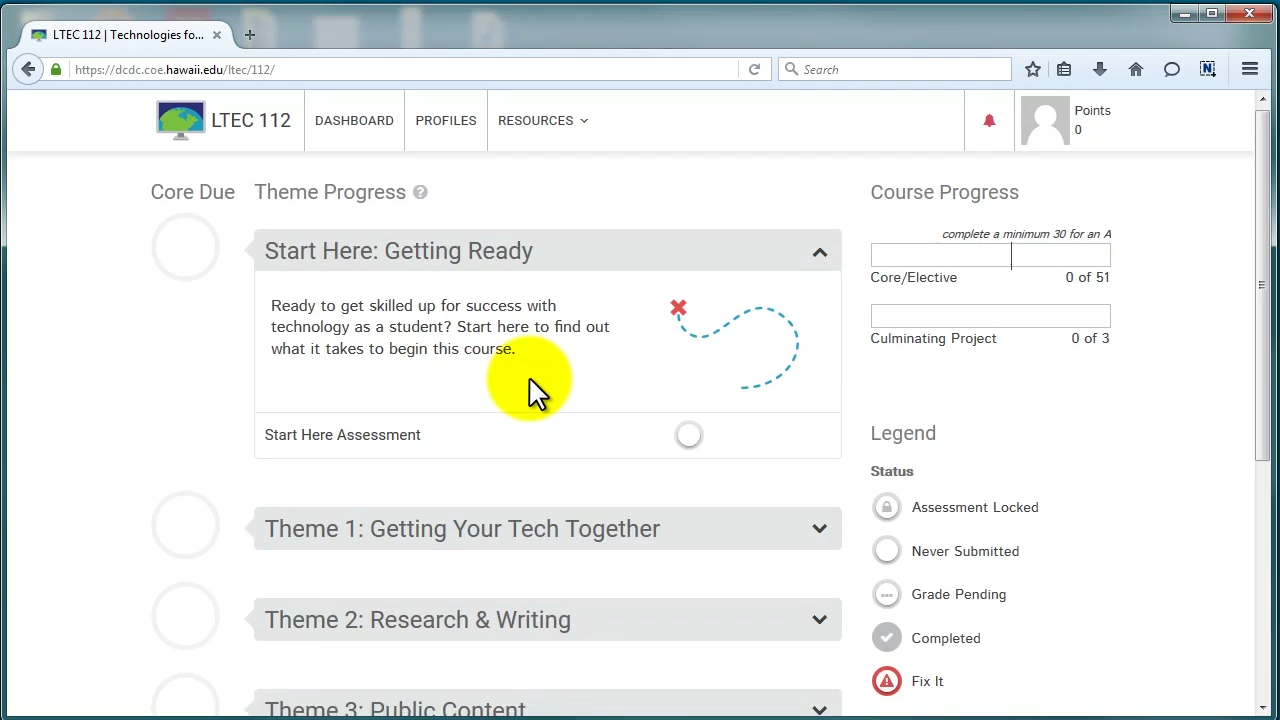 LTEC 112 | Technologies fo...
https://dcdc.coe.hawaii.edu/ltec/112/
Search
LTEC 112
DASHBOARD
PROFILES
RESOURCES
Points
0
Core Due
Theme Progress
Course Progress
complete a minimum 30 for an A
Start Here: Getting Ready
Core/Elective
0 of 51
Ready to get skilled up for success with
technology as a student? Start here to find out
what it takes to begin this course.
Culminating Project
0 of 3
Start Here Assessment
Legend
Status
Assessment Locked
Theme 1: Getting Your Tech Together
Never Submitted
Grade Pending
Theme 2: Research & Writing
Completed
Fix It
Theme 3: Public Content